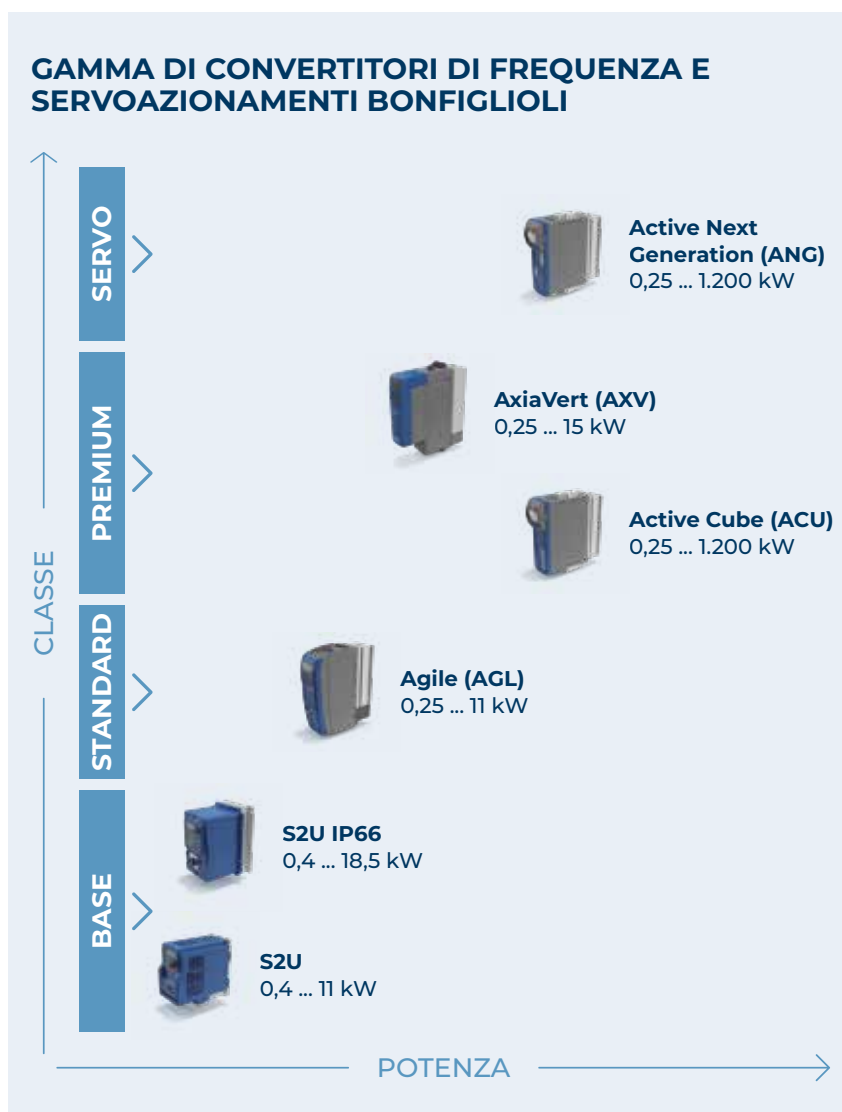 GAMMA DI CONVERTITORI DI FREQUENZA E
SERVOAZIONAMENTI BONFIGLIOLI
SERVO
Active Next
Generation (ANG)
0,25 ... 1.200 kW
PREMIUM
AxiaVert (AXV)
0,25 ... 15 kW
Active Cube (ACU)
0,25 ... 1.200 kW
CLASSE
STANDARD
Agile (AGL)
0,25 ... 11 kW
BASE
S2U IP66
0,4 ... 18,5 kW
S2U
0,4 ... 11 kW
POTENZA